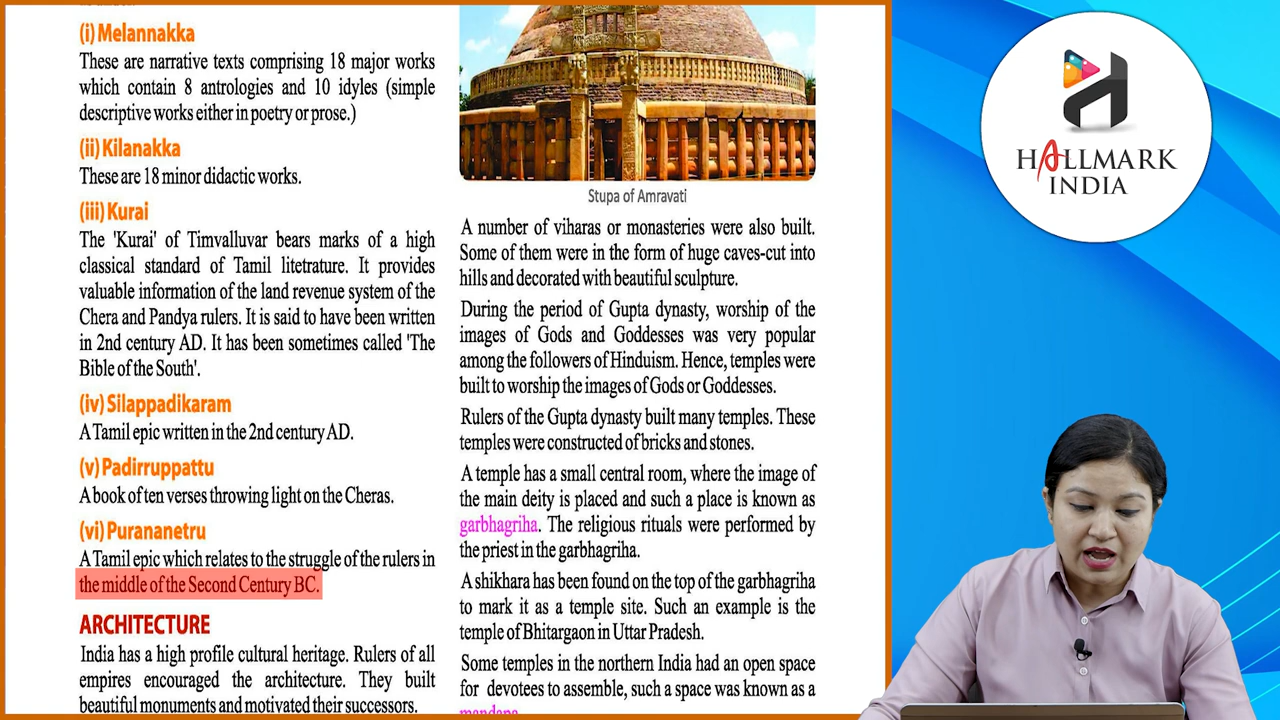 (i) Melannakka
These are narrative texts comprising 18 major works
which contain 8 antrologies and 10 idyles (simple
descriptive works either in poetry or prose.)
(ii) Kilanakka
These are 18 minor didactic works.
(iii) Kurai
The 'Kurai' of Timvalluvar bears marks of a high
classical standard of Tamil litetrature. It provides
valuable information of the land revenue system of the
Chera and Pandya rulers. It is said to have been written
in 2nd century AD. It has been sometimes called 'The
Bible of the South'.
(iv) Silappadikaram
A Tamil epic written in the 2nd century AD.
(v) Padirruppattu
A book of ten verses throwing light on the Cheras.
(vi) Purananetru
A Tamil epic which relates to the struggle of the rulers in
the middle of the Second Century BC.
ARCHITECTURE
India has a high profile cultural heritage. Rulers of all
empires encouraged the architecture. They built
beautiful monuments and motivated their successors.
Stupa of Amravati
A number of viharas or monasteries were also built.
Some of them were in the form of huge caves-cut into
hills and decorated with beautiful sculpture.
During the period of Gupta dynasty, worship of the
images of Gods and Goddesses was very popular
among the followers of Hinduism. Hence, temples were
built to worship the images of Gods or Goddesses.
Rulers of the Gupta dynasty built many temples. These
temples were constructed of bricks and stones.
A temple has a small central room, where the image of
the main deity is placed and such a place is known as
garbhagriha. The religious rituals were performed by
the priest in the garbhagriha.
A shikhara has been found on the top of the garbhagriha
to mark it as a temple site. Such an example is the
temple of Bhitargaon in Uttar Pradesh.
Some temples in the northern India had an open space
for devotees to assemble, such a space was known as a
mandapa
HALLMARK
INDIA